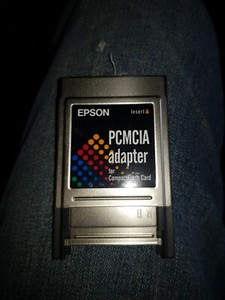 EPSON Insert
PCMCIA
adapter
for
CompactFlash Card